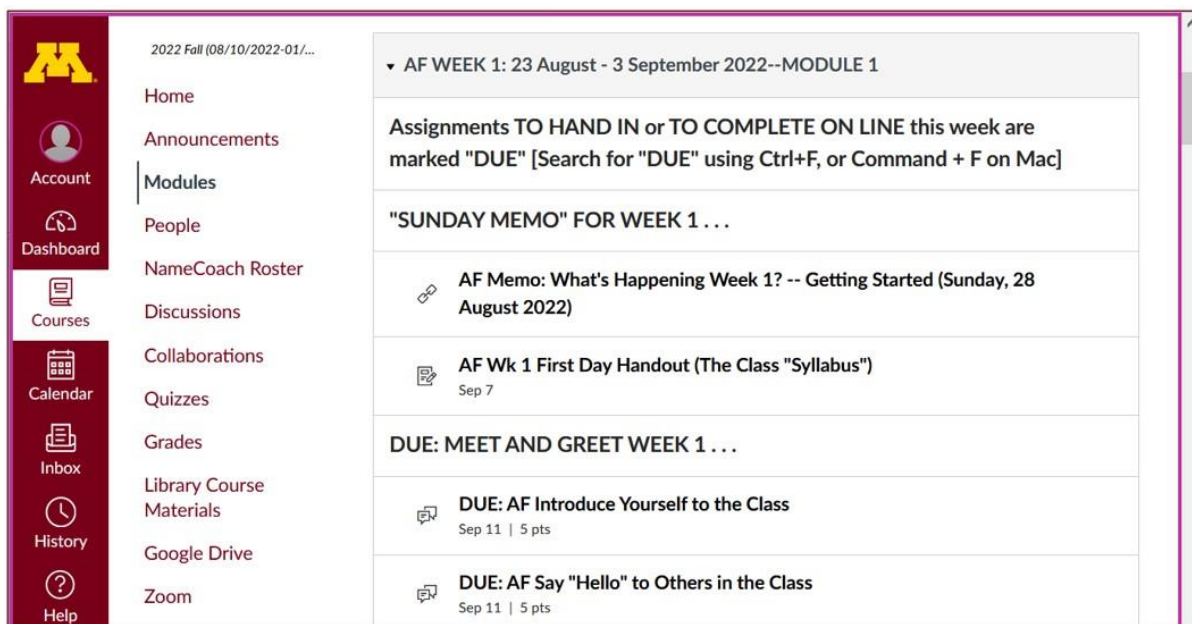 M
Account
Dashboard
Courses
Calendar
Inbox
History
Help
2022 Fall (08/10/2022-01/...
Home
Announcements
Modules
People
NameCoach Roster
Discussions
Collaborations
Quizzes
Grades
Library Course
Materials
Google Drive
Zoom
AF WEEK 1: 23 August - 3 September 2022--MODULE 1
Assignments TO HAND IN or TO COMPLETE ON LINE this week are
marked "DUE" [Search for "DUE" using Ctrl+F, or Command + F on Mac]
"SUNDAY MEMO" FOR WEEK 1 . . .
AF Memo: What's Happening Week 1? -- Getting Started (Sunday, 28
August 2022)
AF Wk 1 First Day Handout (The Class "Syllabus")
Sep 7
DUE: MEET AND GREET WEEK 1 . . .
DUE: AF Introduce Yourself to the Class
Sep 11 | 5 pts
DUE: AF Say "Hello" to Others in the Class
Sep 11 | 5 pts